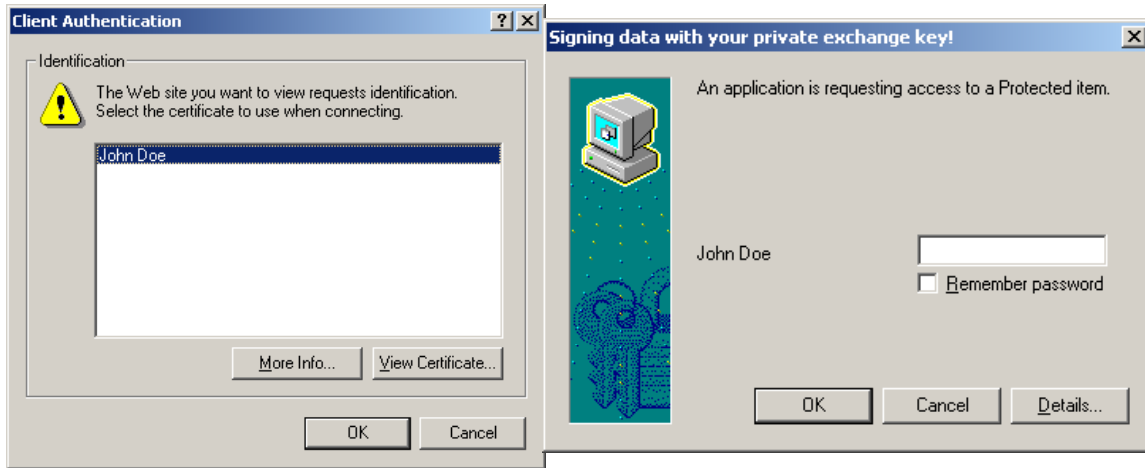 Client Authentication
Identification
The Web site you want to view requests identification.
Select the certificate to use when connecting.
John Doe
More Info...
View Certificate...
OK
Cancel
Signing data with your private exchange key!
An application is requesting access to a Protected item.
John Doe
Remember password
OK
Cancel
Details...